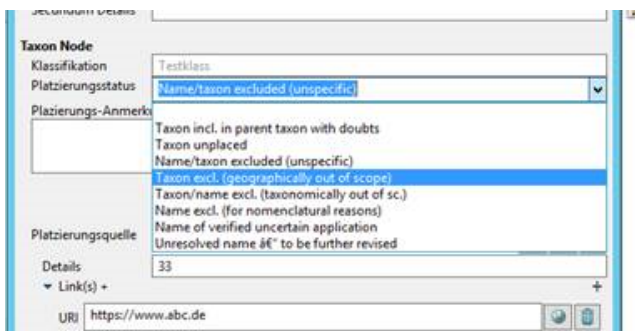 Secundum Details
Taxon Node
Klassifikation Testklass
Platzierungsstatus Name/taxon excluded (unspecific)
Plazierungs-Anmerk
Taxon incl. in parent taxon with doubts
Taxon unplaced
Name/taxon excluded (unspecific)
Taxon excl. (geographically out of scope)
Taxon/name excl. (taxonomically out of sc.)
Name excl. (for nomenclatural reasons)
Name of verified uncertain application
Platzierungsquelle
Unresolved name â€“ to be further revised
Details 33
Link(s) + +
URI https://www.abc.de